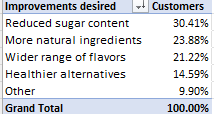 Improvements desired Customers
Reduced sugar content 30.41%
More natural ingredients 23.88%
Wider range of flavors 21.22%
Healthier alternatives 14.59%
Other 9.90%
Grand Total 100.00%